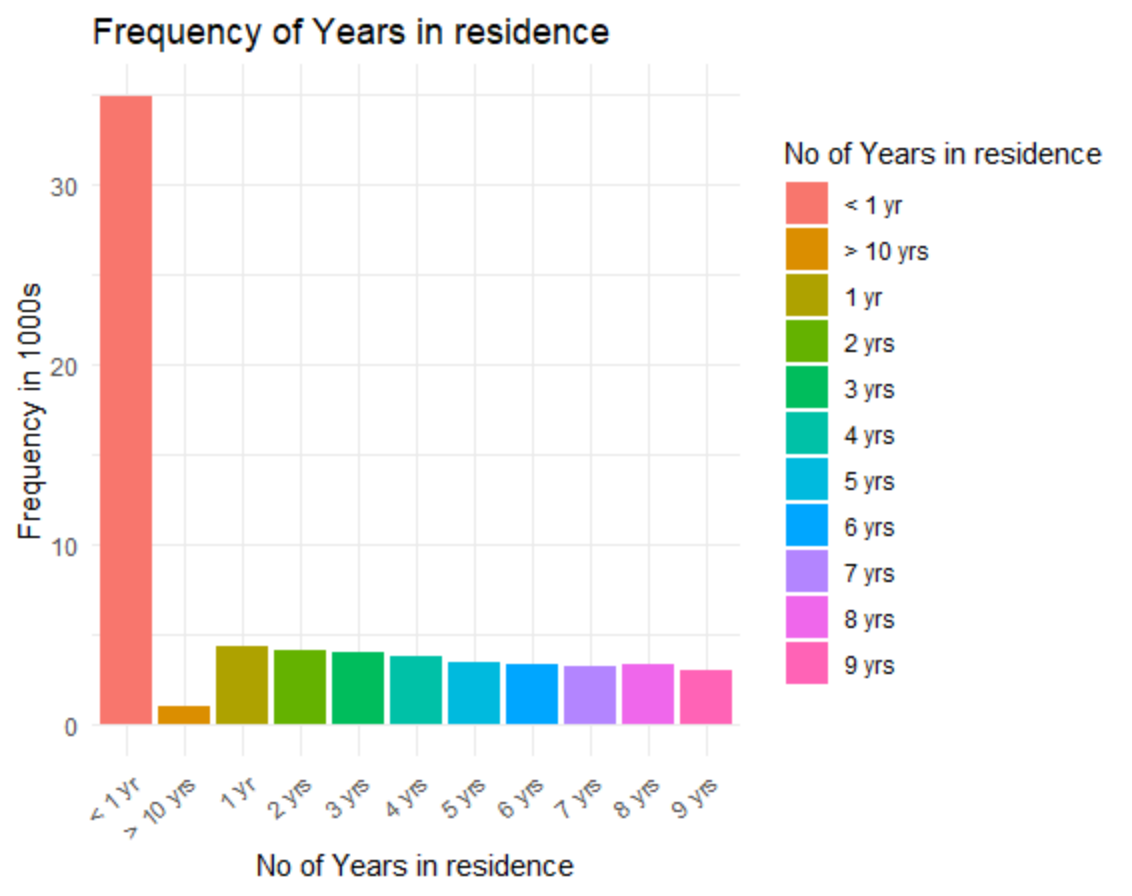 Frequency of Years in residence
Frequency in 1000s
30
20
10
0
< 1 yr
> 10 yrs
1 yr
2 yrs
3 yrs
4 yrs
5 yrs
6 yrs
7 yrs
8 yrs
9 yrs
No of Years in residence
No of Years in residence
< 1 yr
> 10 yrs
1 yr
2 yrs
3 yrs
4 yrs
5 yrs
6 yrs
7 yrs
8 yrs
9 yrs